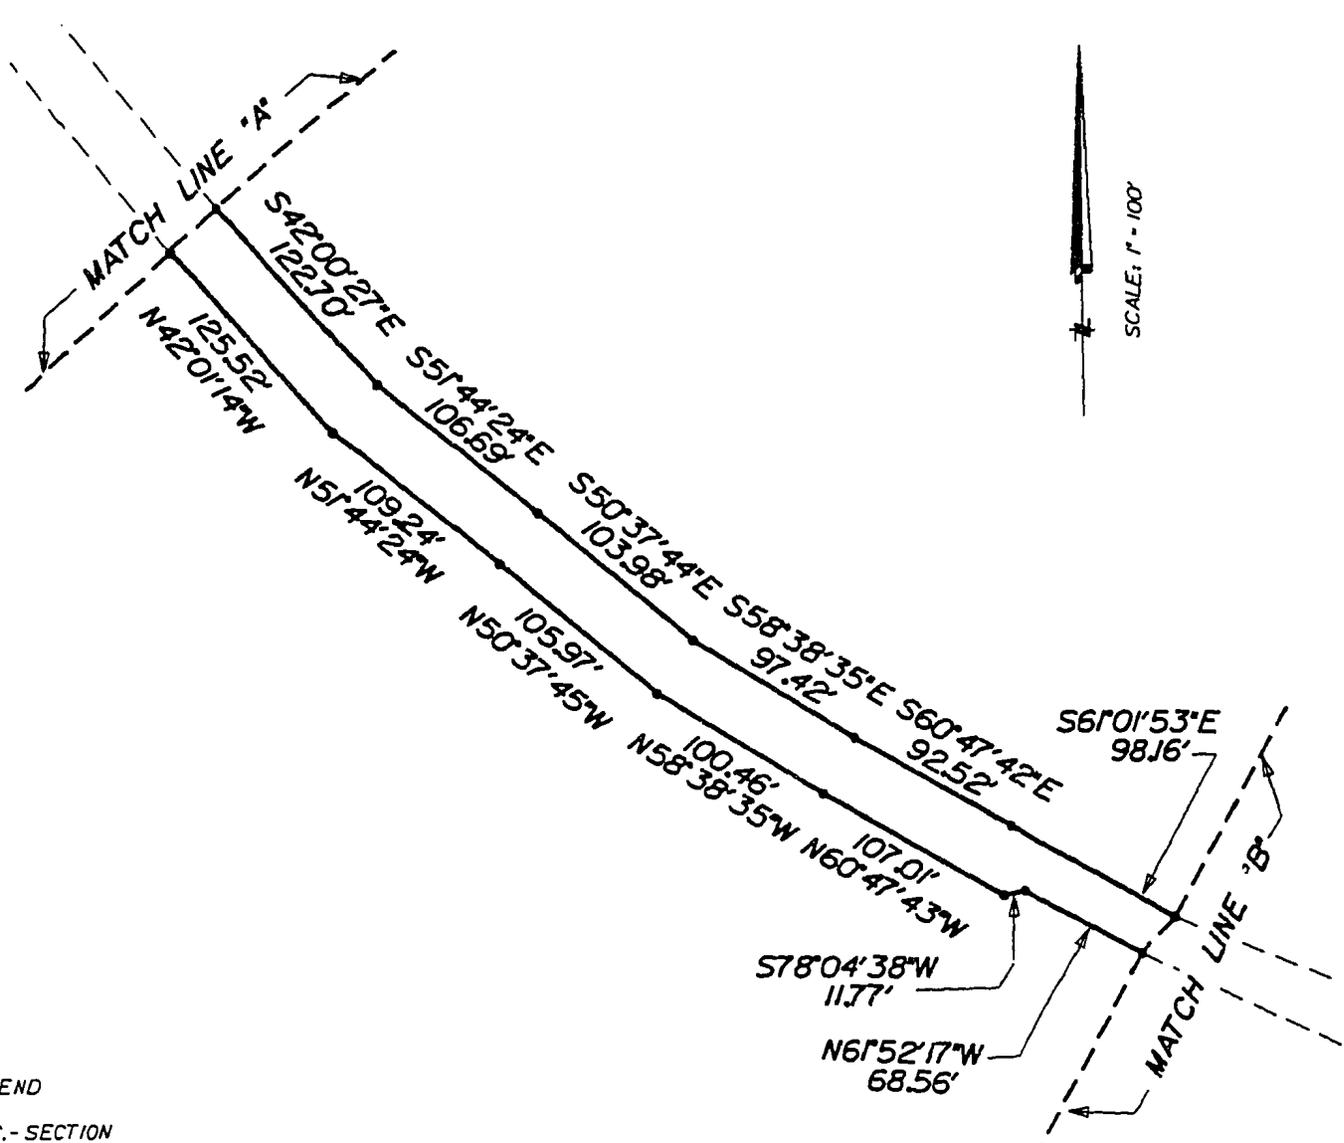 MATCH LINE "A"
SCALE: 1" = 100'
S42°00'27"E
122.70'
125.52'
N42°01'14"W
S51°44'24"E
106.69'
109.24'
N51°44'24"W
S50°37'44"E
103.98'
105.97'
N50°37'45"W
S58°38'35"E
97.42'
100.46'
N58°38'35"W
S60°47'42"E
92.52'
107.01'
N60°47'43"W
S61°01'53"E
98.16'
MATCH LINE "B"
S78°04'38"W
11.77'
N61°52'17"W
68.56'
END
.- SECTION